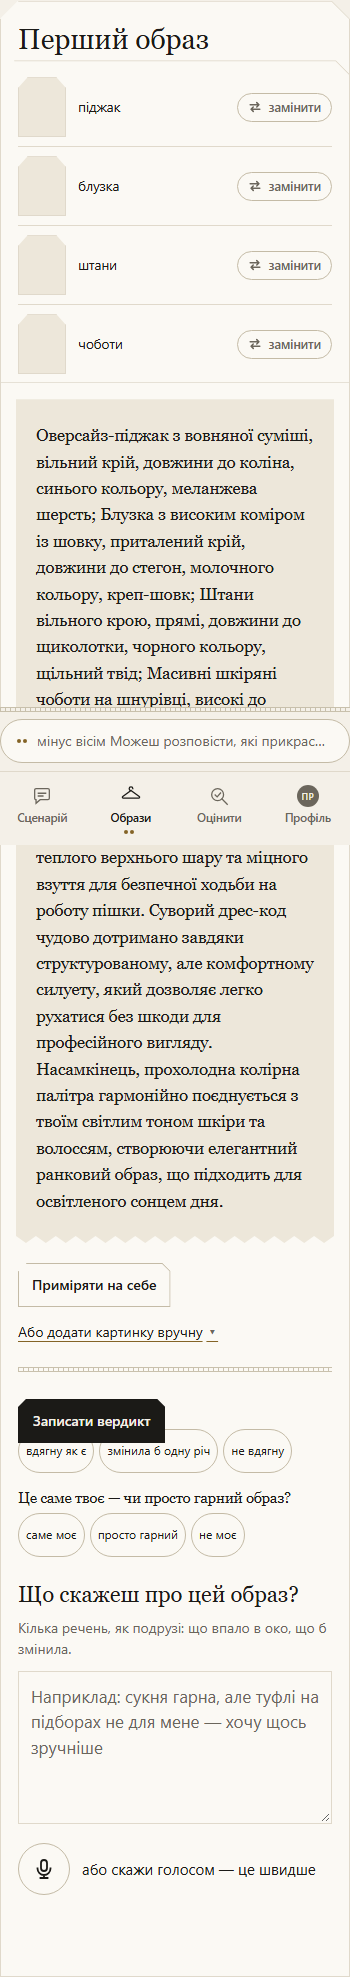 Перший образ
піджак
замінити
блузка
замінити
штани
замінити
чоботи
замінити
Оверсайз-піджак з вовняної суміші,
вільний крій, довжини до коліна,
синього кольору, меланжева
шерсть; Блузка з високим коміром
із шовку, приталений крій,
довжини до стегон, молочного
кольору, креп-шовк; Штани
вільного крою, прямі, довжини до
щиколотки, чорного кольору,
щільний твід; Масивні шкіряні
чоботи на шнурівці, високі до
мінус вісім Можеш розповісти, які прикрас...
Сценарій
Образи
Оцінити
ПР
Профіль
теплого верхнього шару та міцного
взуття для безпечної ходьби на
роботу пішки. Суворий дрес-код
чудово дотримано завдяки
структурованому, але комфортному
силуету, який дозволяє легко
рухатися без шкоди для
професійного вигляду.
Насамкінець, прохолодна колірна
палітра гармонійно поєднується з
твоїм світлим тоном шкіри та
волоссям, створюючи елегантний
ранковий образ, що підходить для
освітленого сонцем дня.
Приміряти на себе
Або додати картинку вручну
Записати вердикт
вдягну як є
змінила б одну річ
не вдягну
Це саме твоє — чи просто гарний образ?
саме моє
просто гарний
не моє
Що скажеш про цей образ?
Кілька речень, як подрузі: що впало в око, що б
змінила.
Наприклад: сукня гарна, але туфлі на
підборах не для мене — хочу щось
зручніше
або скажи голосом — це швидше